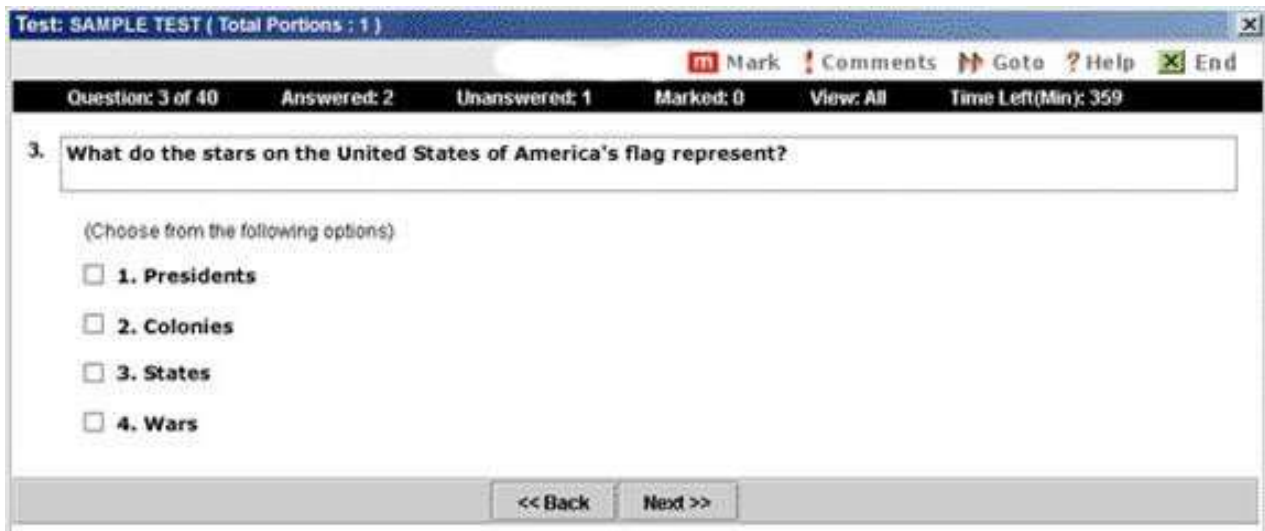 Test: SAMPLE TEST ( Total Portions : 1 )
m Mark ! Comments Goto ? Help X End
Question: 3 of 40 Answered: 2 Unanswered: 1 Marked: 0 View: All Time Left(Min): 359
3. What do the stars on the United States of America's flag represent?
(Choose from the following options)
1. Presidents
2. Colonies
3. States
4. Wars
<< Back Next >>